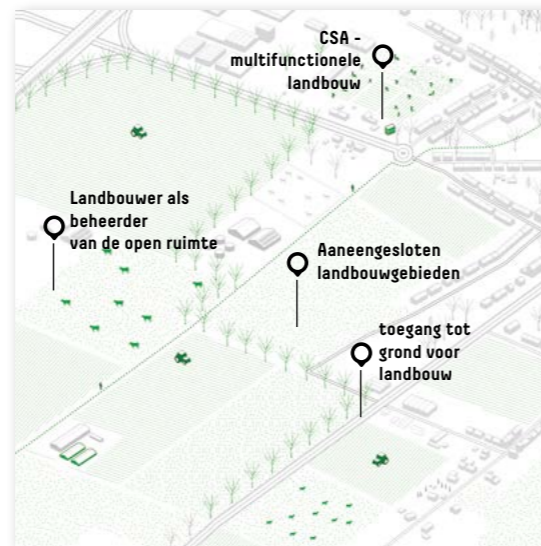 CSA -
multifunctionele
landbouw
Landbouwer als
beheerder
van de open ruimte
Aaneengesloten
landbouwgebieden
toegang tot
grond voor
landbouw